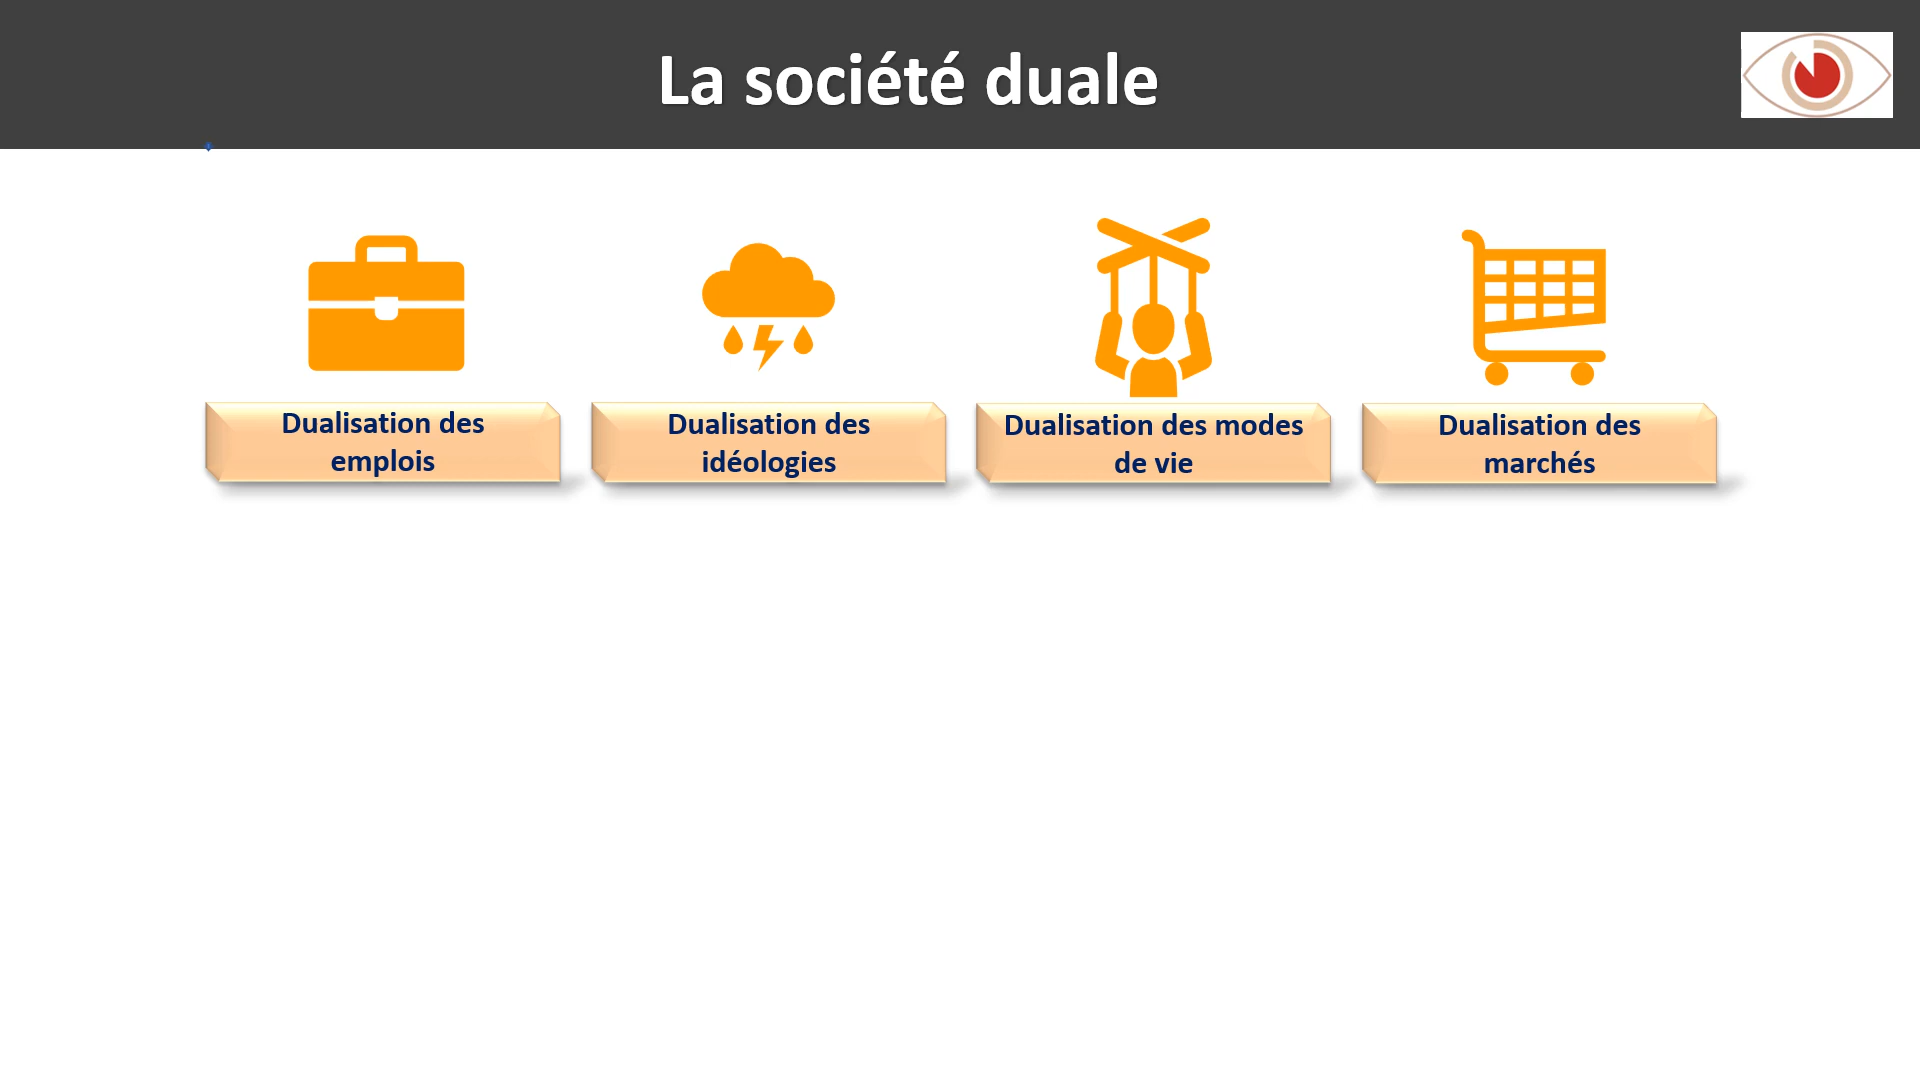 La société duale
Dualisation des
emplois
Dualisation des
idéologies
Dualisation des modes
de vie
Dualisation des
marchés